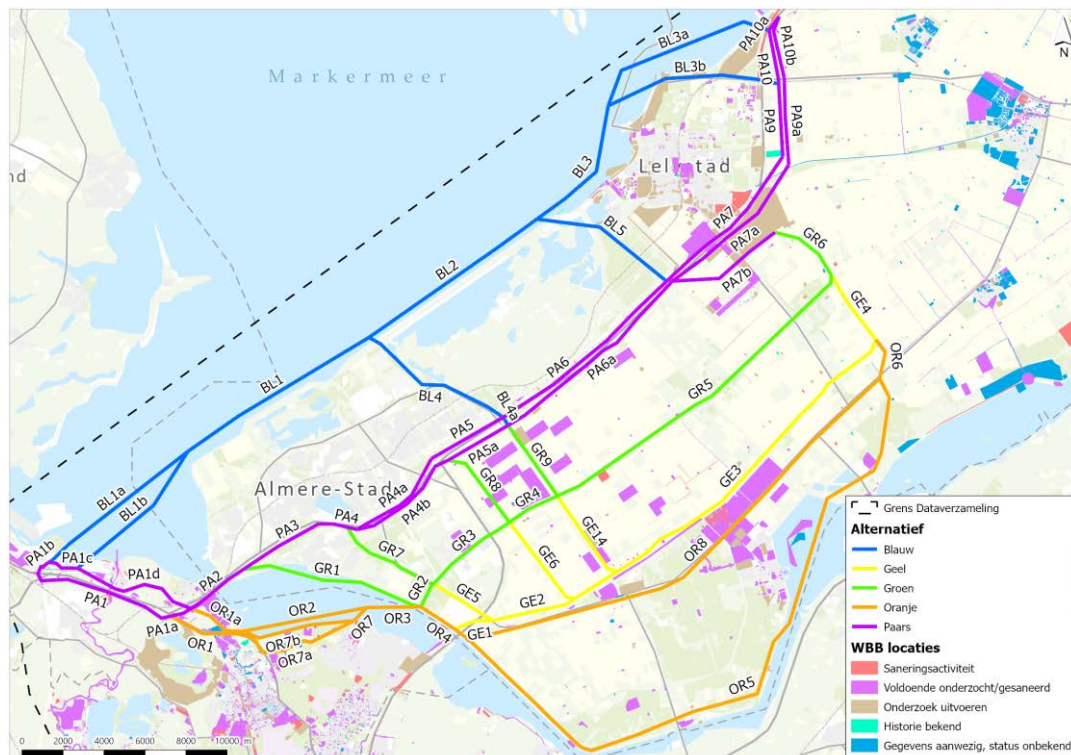 BL3a
PA10a
PA10b
N
Markermeer
BL3b
PA10
PA9
PA9a
nd
BL3
Lelystad
PA7
BL5
PA7a
GR6
BL2
PA7b
GE4
BL1
PA6
OR6
PA6a
BL4
GR5
BL4a
PA5
PA5a
GR9
BL1a
GR8
GE3
BL1b
Almere-Stad
PA4a
GR4
PA4b
PA3
PA4
PA1b
GR3
GE14
OR8
PA1c
GR7
GE6
PA1d
PA2
GR1
GR2
PA1
GE5
OR1a
OR2
GE2
PA1a
OR3
OR1
OR7
OR4
GE1
OR7b
OR7a
OR5
Grens Dataverzameling
Alternatief
Blauw
Geel
Groen
Oranje
Paars
WBB locaties
Saneringsactiviteit
Voldoende onderzocht/gesaneerd
Onderzoek uitvoeren
Historie bekend
Gegevens aanwezig, status onbekend
0 2000 4000 6000 8000 10000 m